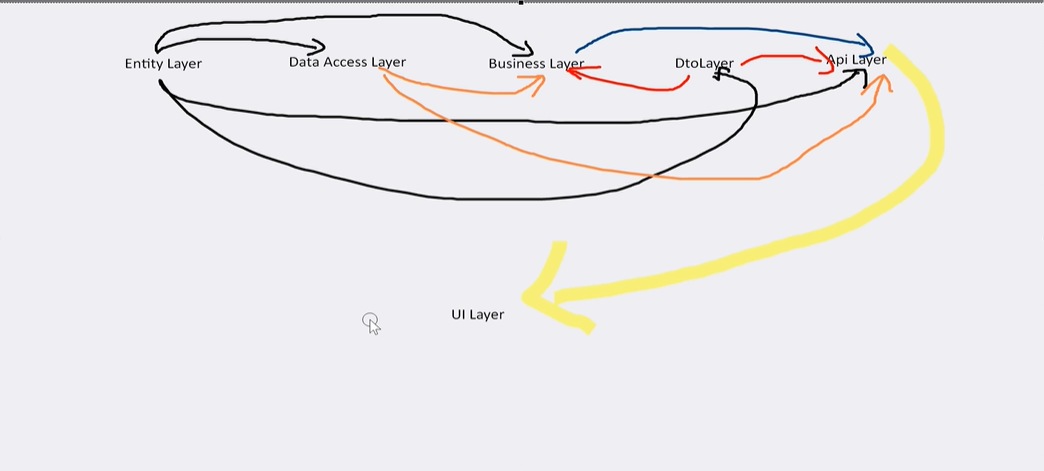 Entity Layer Data Access Layer Business Layer DtoLayer Api Layer
UI Layer